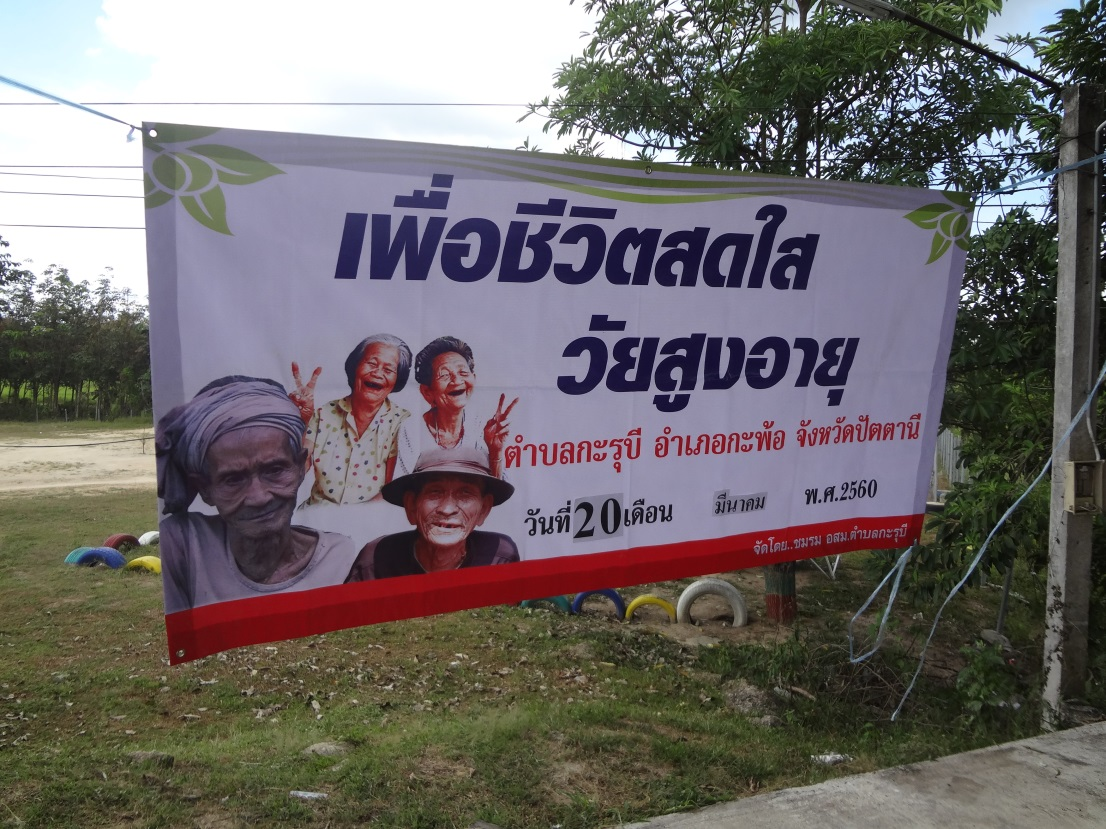 เพื่อชีวิตสดใส
วัยสูงอายุ
ตำบลกะรุบี อำเภอกะพ้อ จังหวัดปัตตานี
วันที่ 20 เดือน มีนาคม พ.ศ.2560
จัดโดย..ชมรม อสม.ตำบลกะรุบี